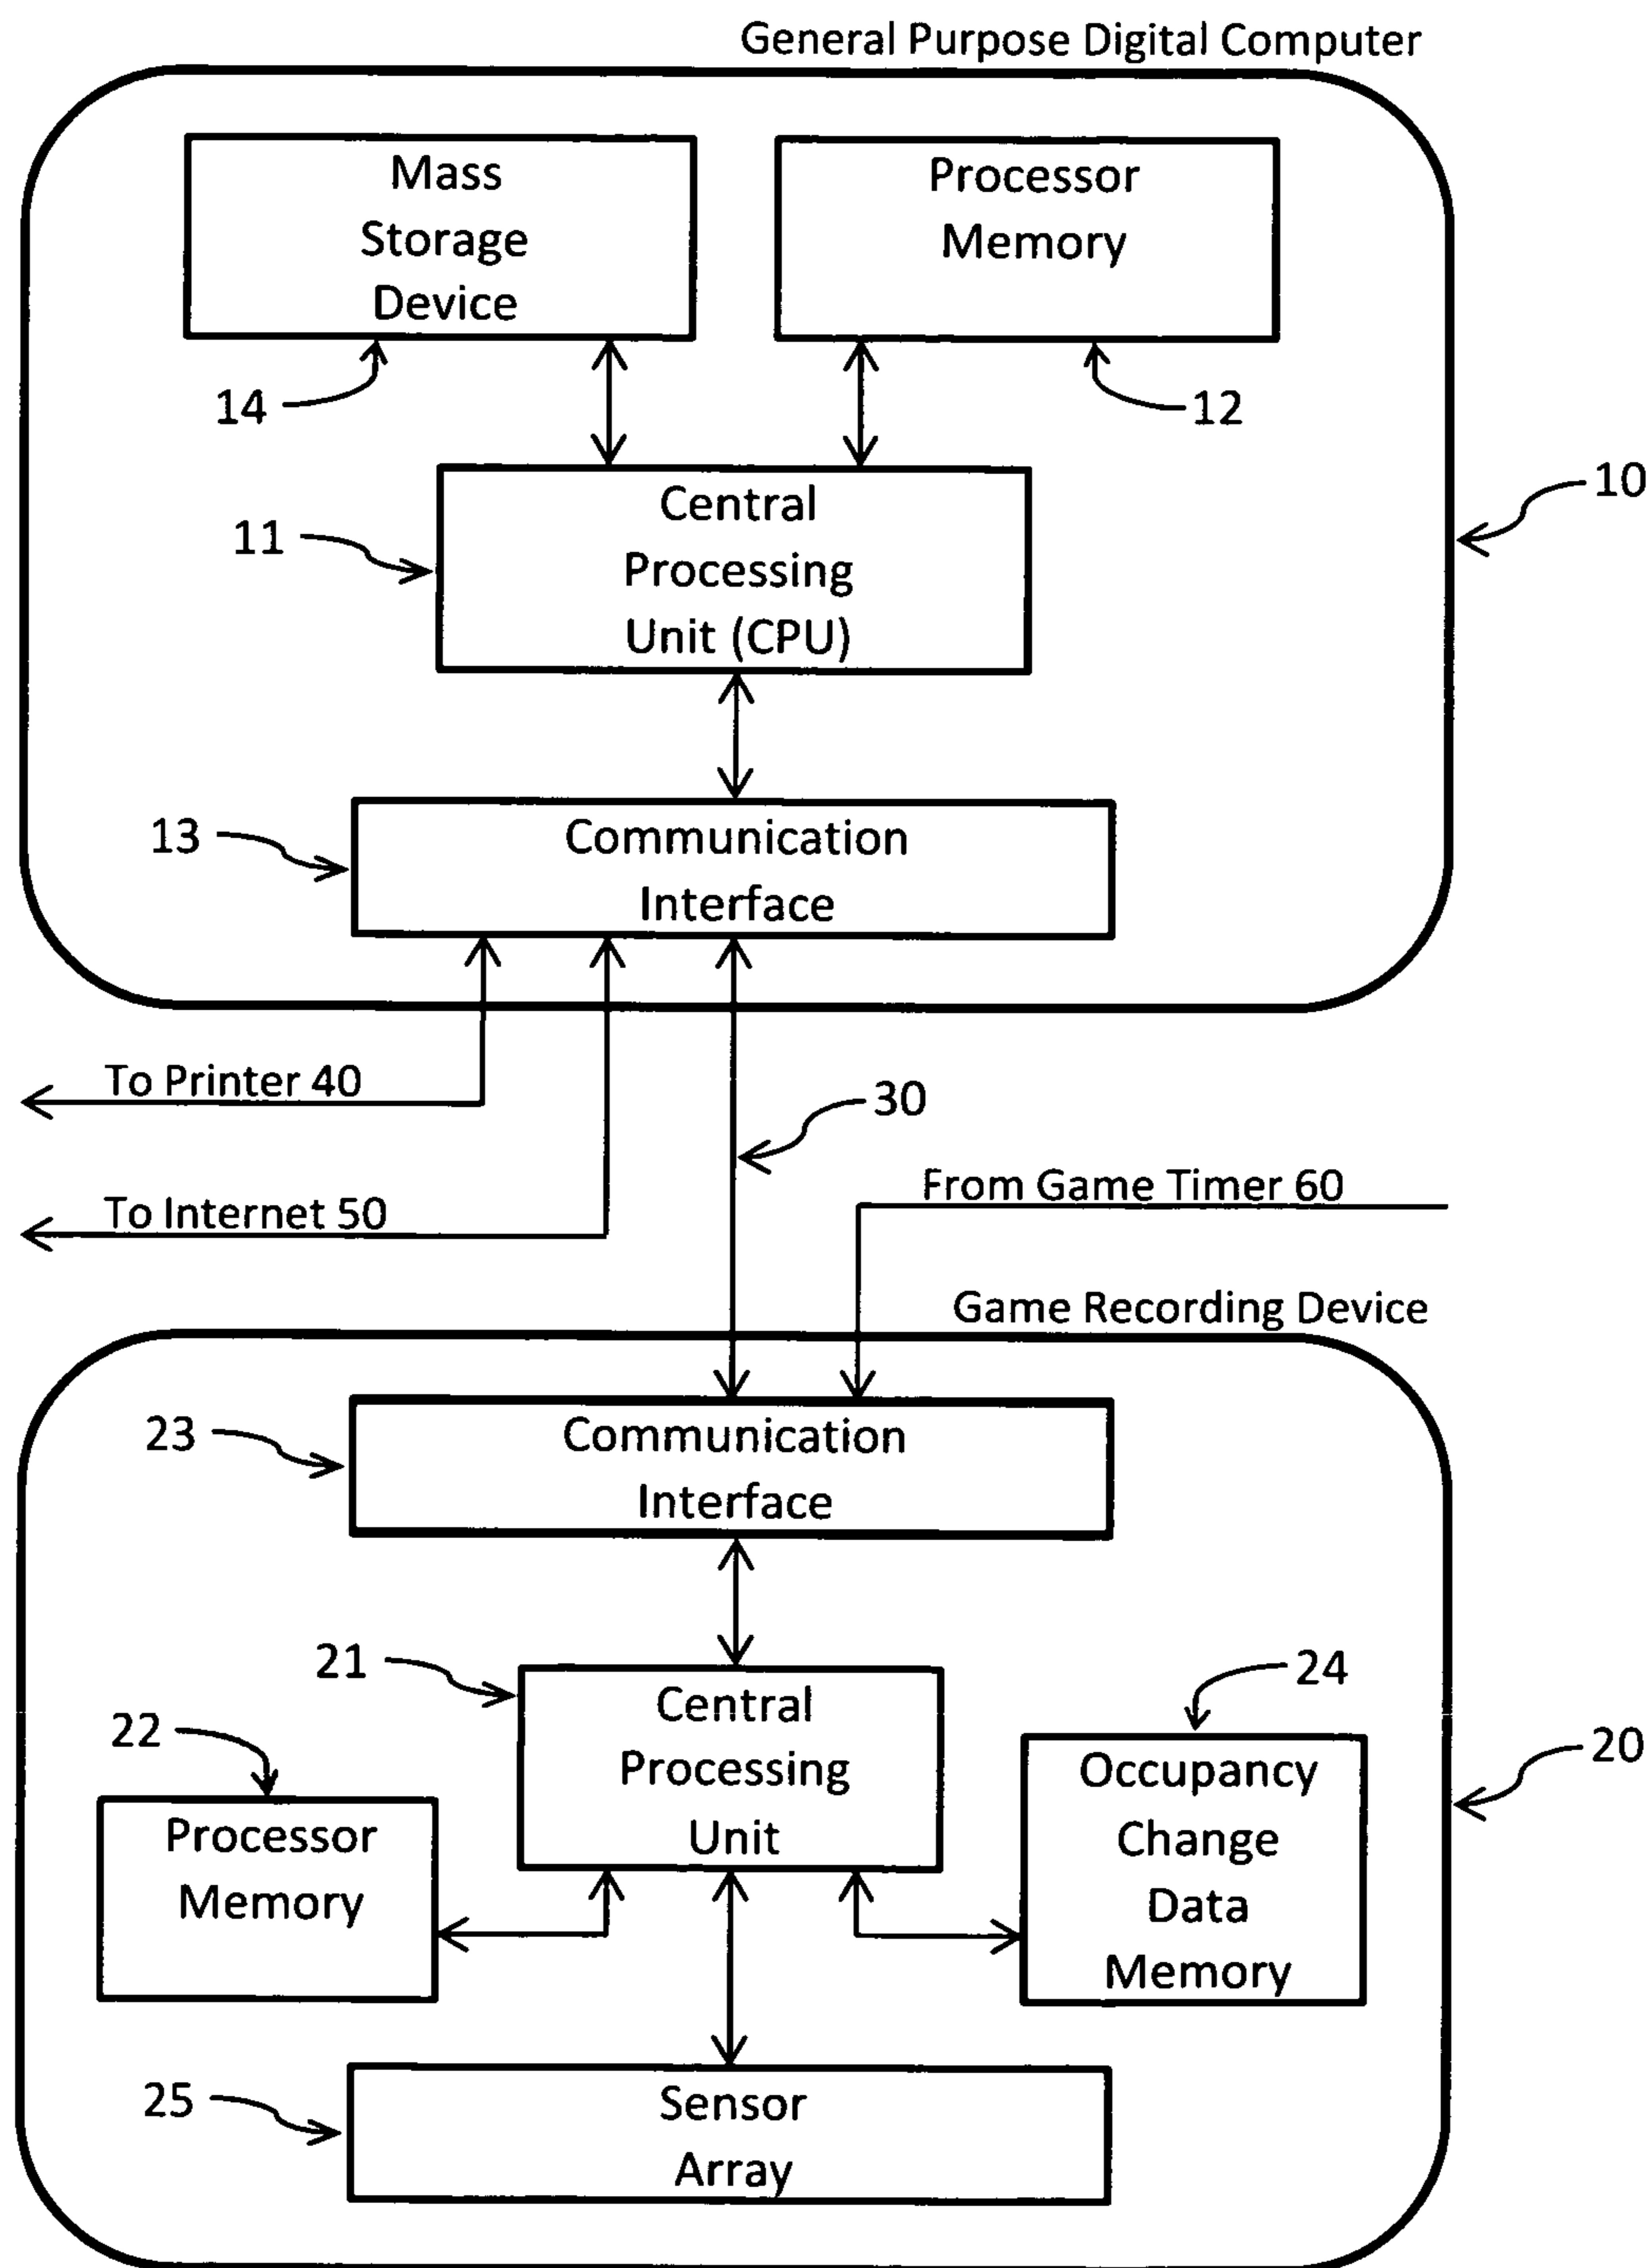 General Purpose Digital Computer
Mass
Storage
Device
Processor
Memory
14
12
10
11
Central
Processing
Unit (CPU)
13
Communication
Interface
To Printer 40
30
From Game Timer 60
To Internet 50
Game Recording Device
23
Communication
Interface
21
Central
Processing
Unit
24
22
20
Processor
Memory
Occupancy
Change
Data
Memory
25
Sensor
Array